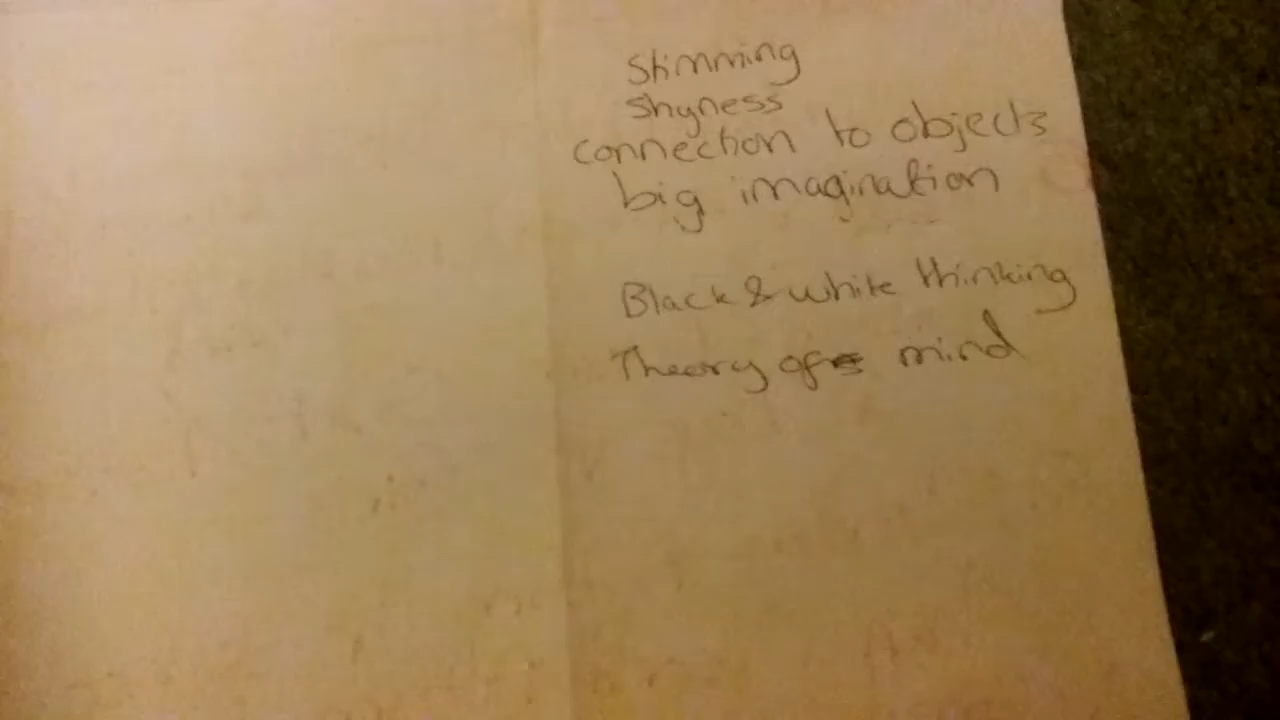 Stimming
Shyness
connection to objects
big imagination
Black & white thinking
Theory of mind